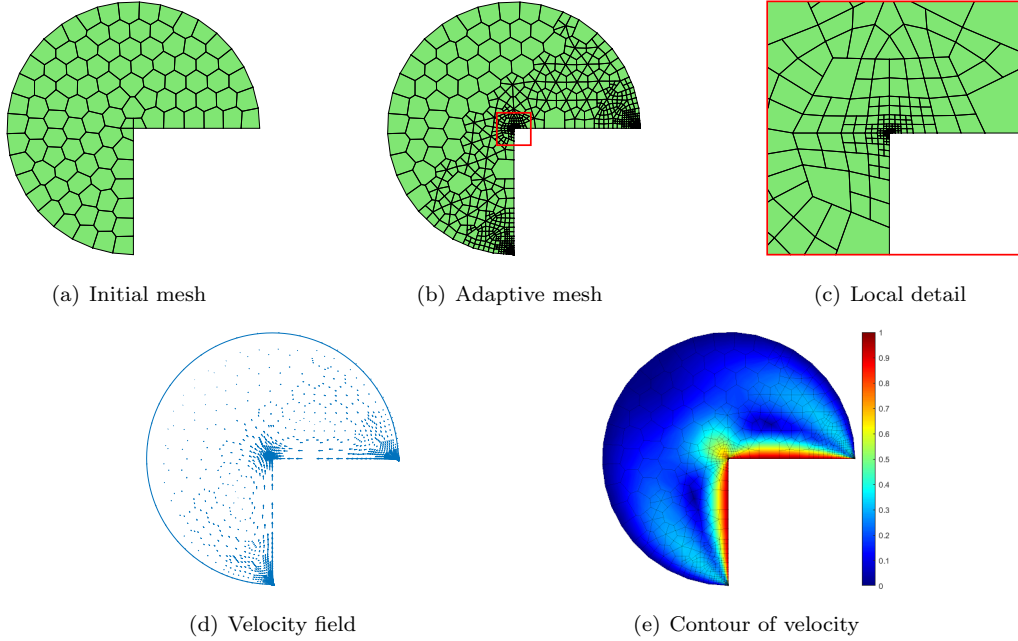 (a) Initial mesh
(b) Adaptive mesh
(c) Local detail
1
0.9
0.8
0.7
0.6
0.5
0.4
0.3
0.2
0.1
0
(d) Velocity field
(e) Contour of velocity